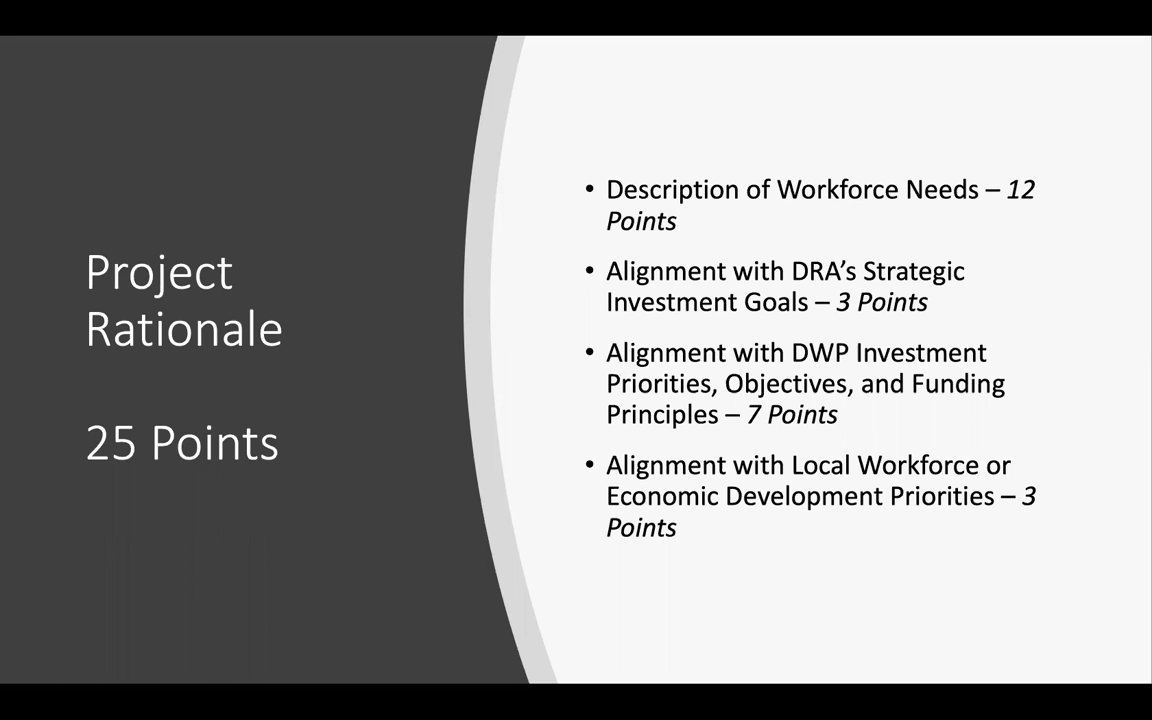 Project
Rationale
25 Points
• Description of Workforce Needs – 12
Points
• Alignment with DRA’s Strategic
Investment Goals – 3 Points
• Alignment with DWP Investment
Priorities, Objectives, and Funding
Principles – 7 Points
• Alignment with Local Workforce or
Economic Development Priorities – 3
Points